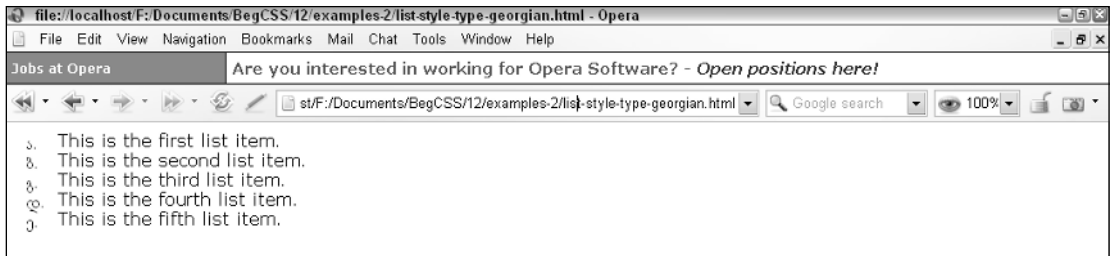 file://localhost/F:/Documents/BegCSS/12/examples-2/list-style-type-georgian.html - Opera
File Edit View Navigation Bookmarks Mail Chat Tools Window Help
Jobs at Opera Are you interested in working for Opera Software? - Open positions here!
st/F:/Documents/BegCSS/12/examples-2/list-style-type-georgian.html Google search 100%
ა. This is the first list item.
ბ. This is the second list item.
გ. This is the third list item.
დ. This is the fourth list item.
ე. This is the fifth list item.